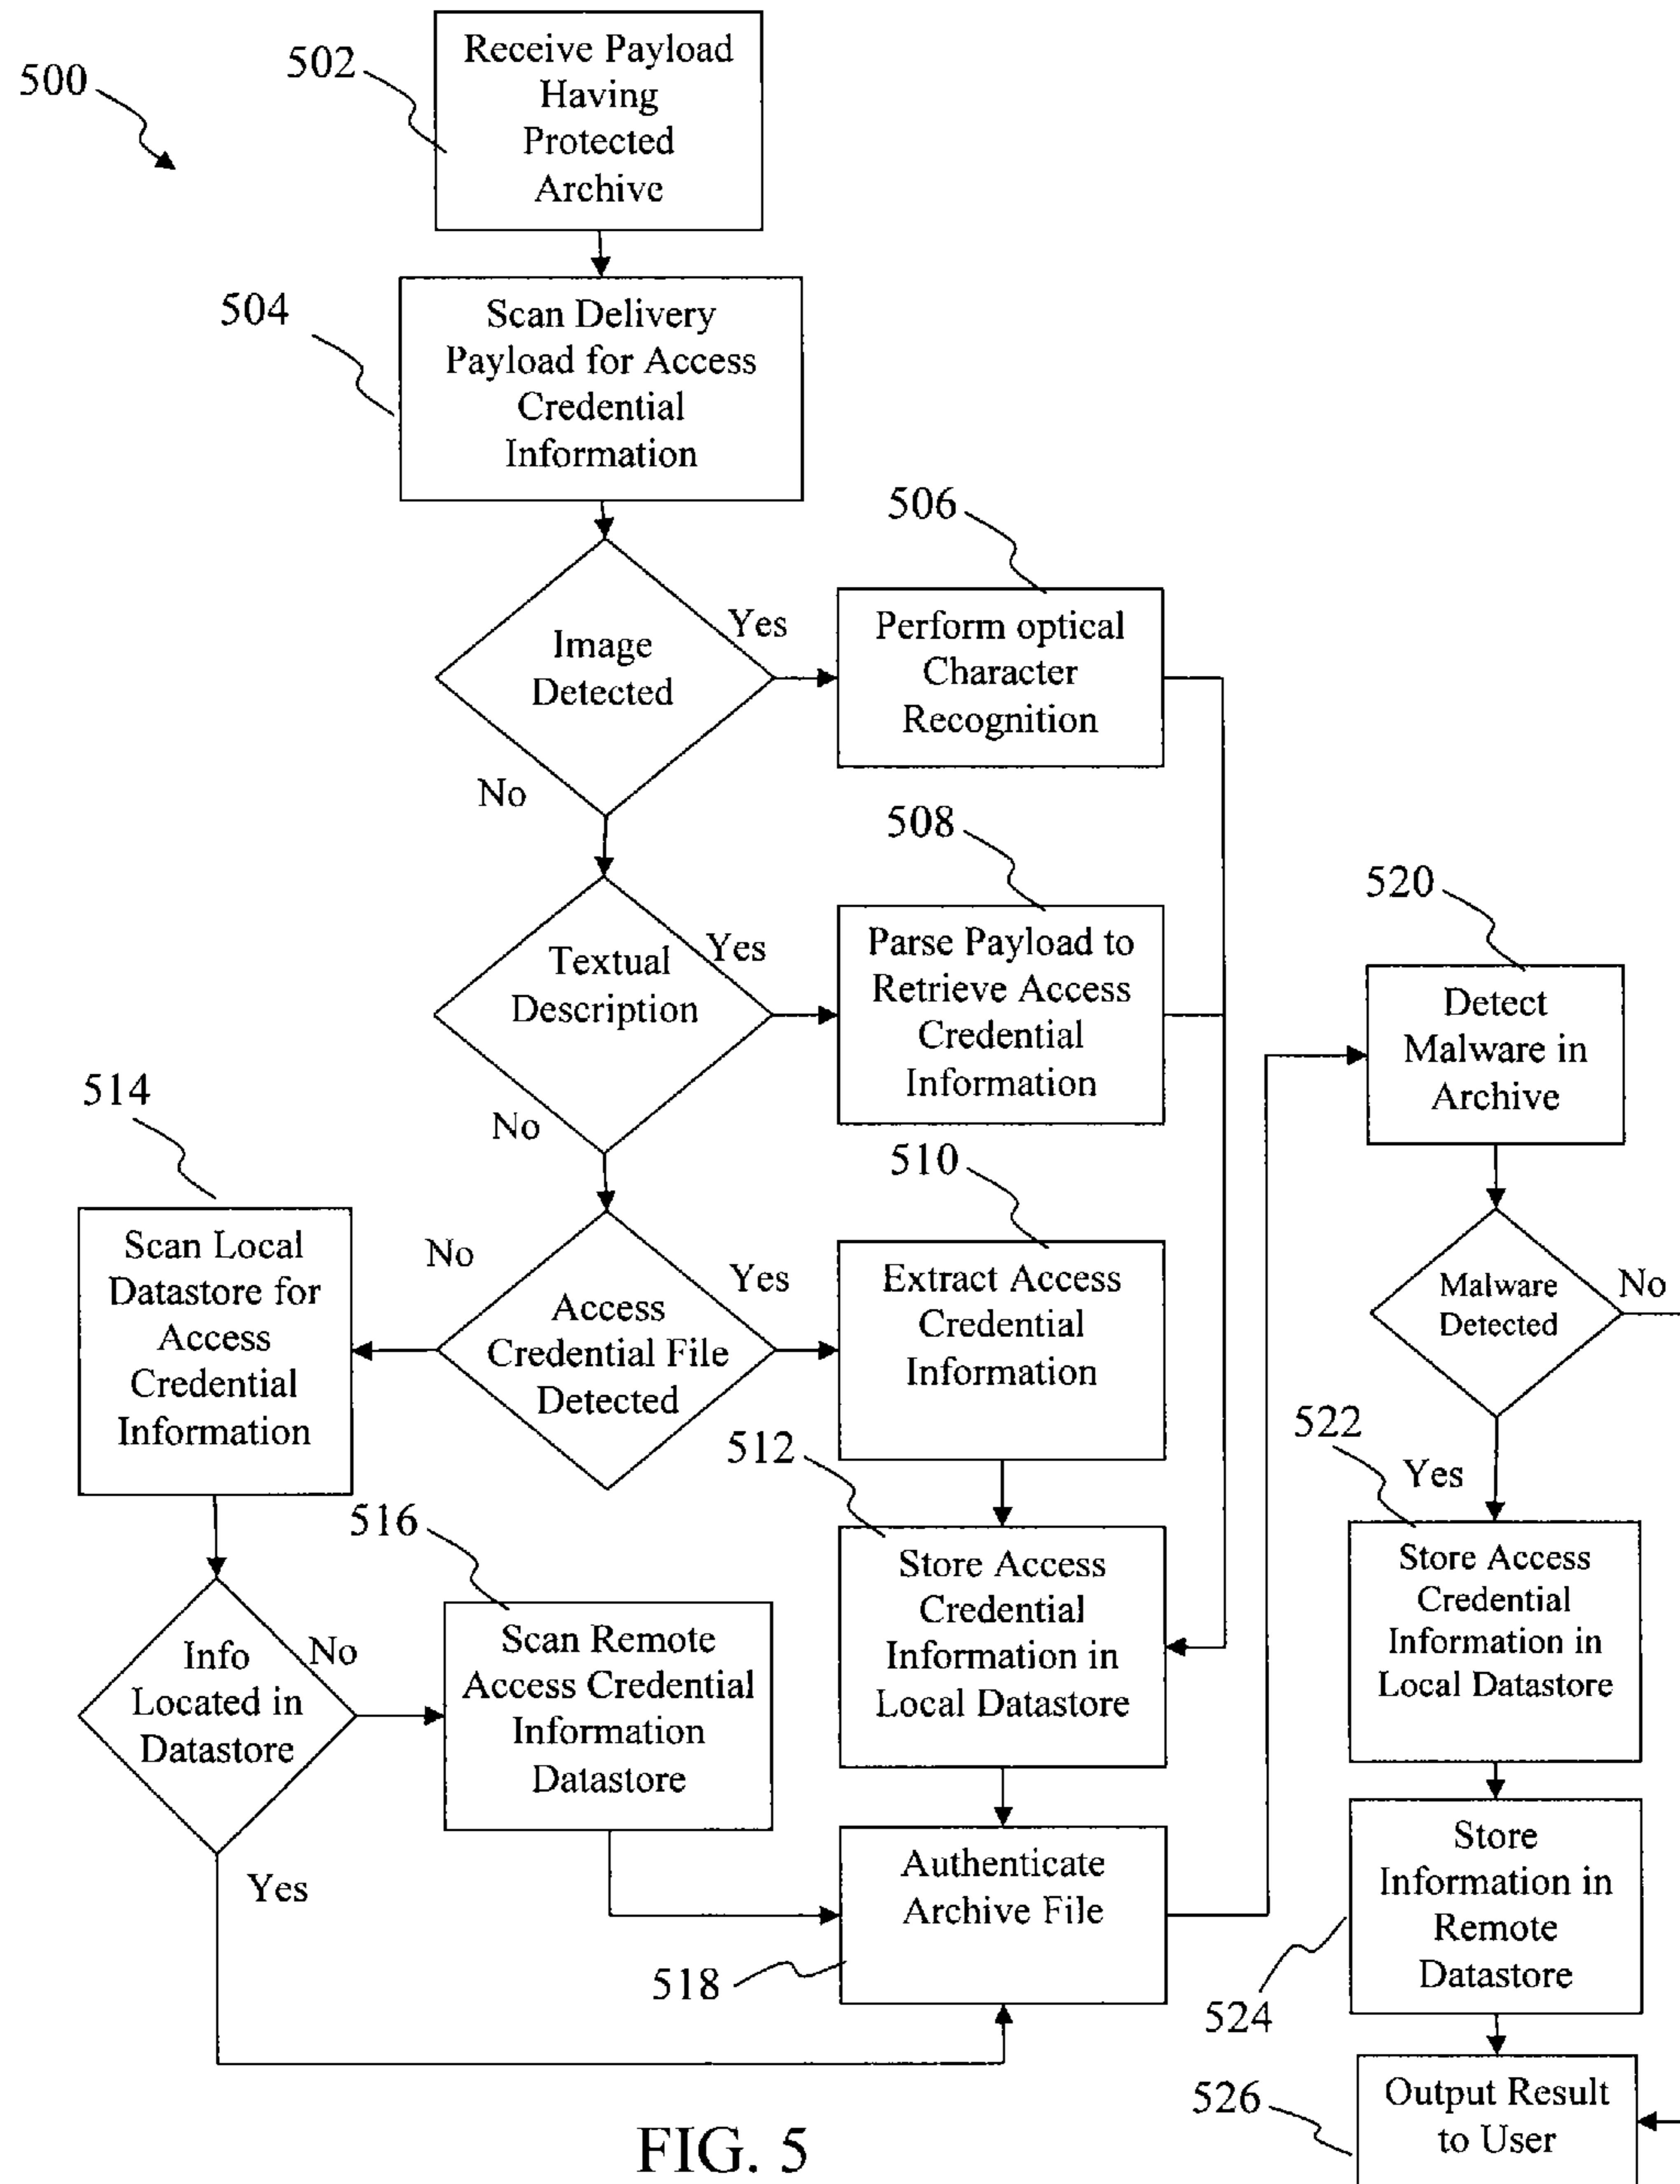 500
502
Receive Payload
Having
Protected
Archive
504
Scan Delivery
Payload for Access
Credential
Information
506
Image
Detected
Yes
No
Perform optical
Character
Recognition
508
Textual
Description
Yes
No
Parse Payload to
Retrieve Access
Credential
Information
510
Access
Credential File
Detected
No
Yes
Extract Access
Credential
Information
514
Scan Local
Datastore for
Access
Credential
Information
512
Store Access
Credential
Information in
Local Datastore
516
Info
Located in
Datastore
No
Yes
Scan Remote
Access Credential
Information
Datastore
518
Authenticate
Archive File
520
Detect
Malware in
Archive
Malware
Detected
No
Yes
522
Store Access
Credential
Information in
Local Datastore
524
Store
Information in
Remote
Datastore
526
Output Result
to User
FIG. 5